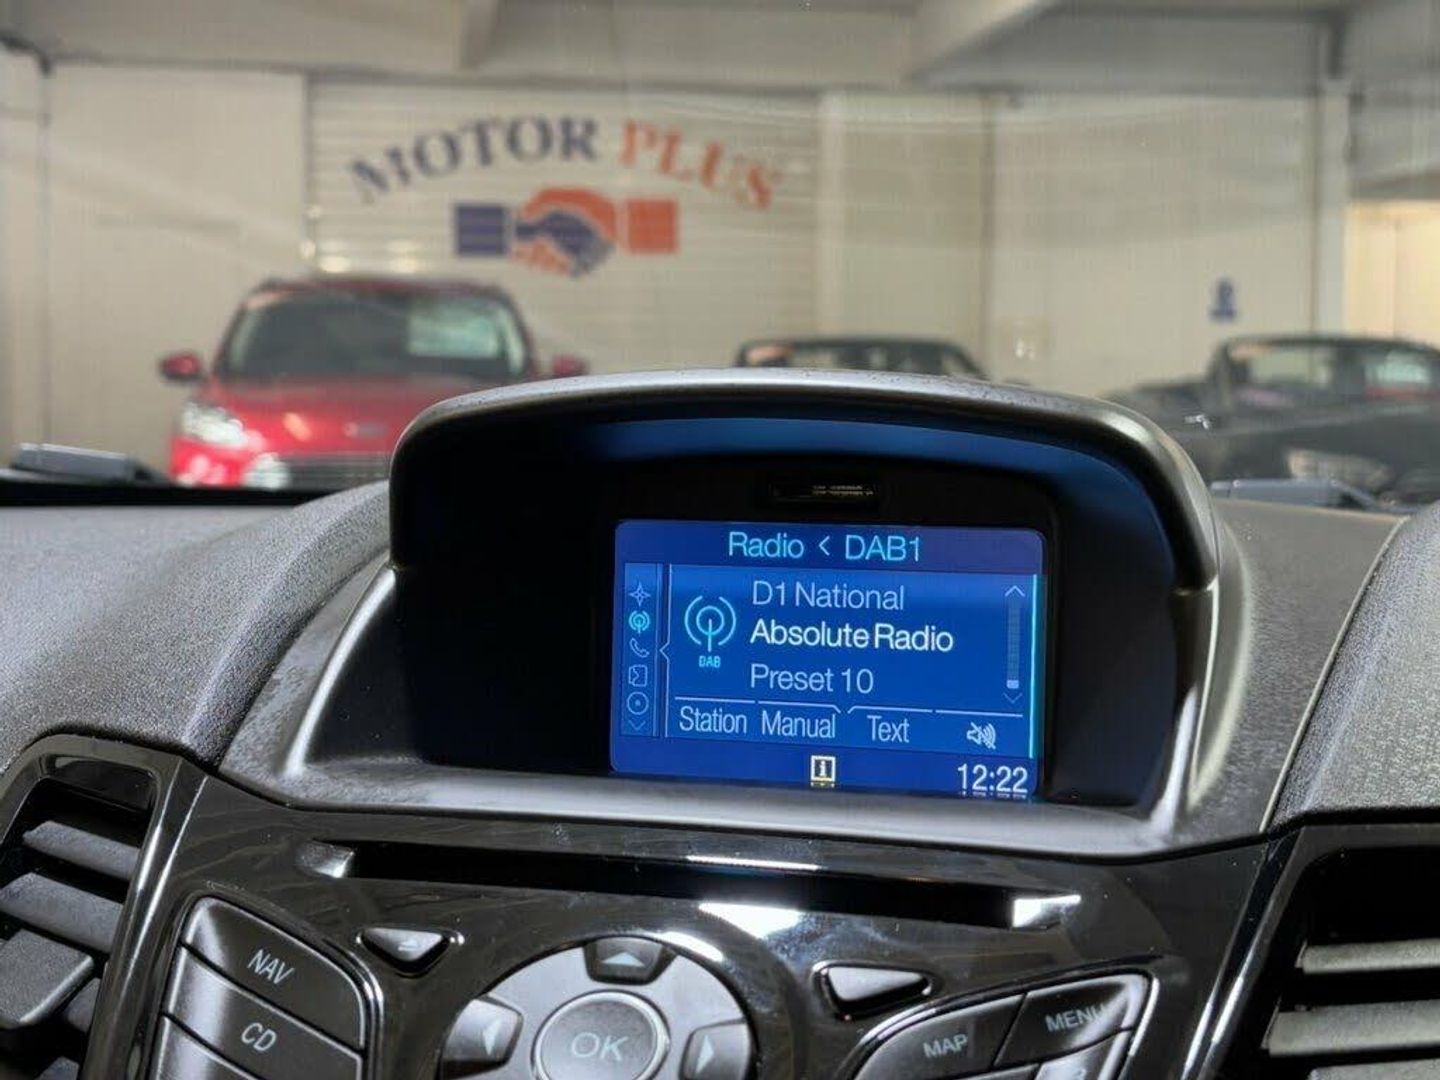 MOTOR PLUS
Radio < DAB1
D1 National
Absolute Radio
DAB
Preset 10
Station Manual Text
12:22
NAV
CD
OK
MAP
MENU